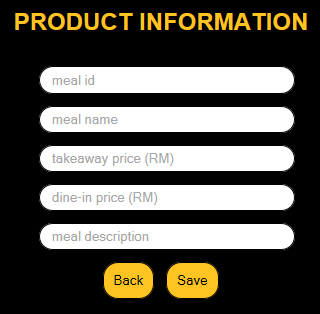 PRODUCT INFORMATION
meal id
meal name
takeaway price (RM)
dine-in price (RM)
meal description
Back Save